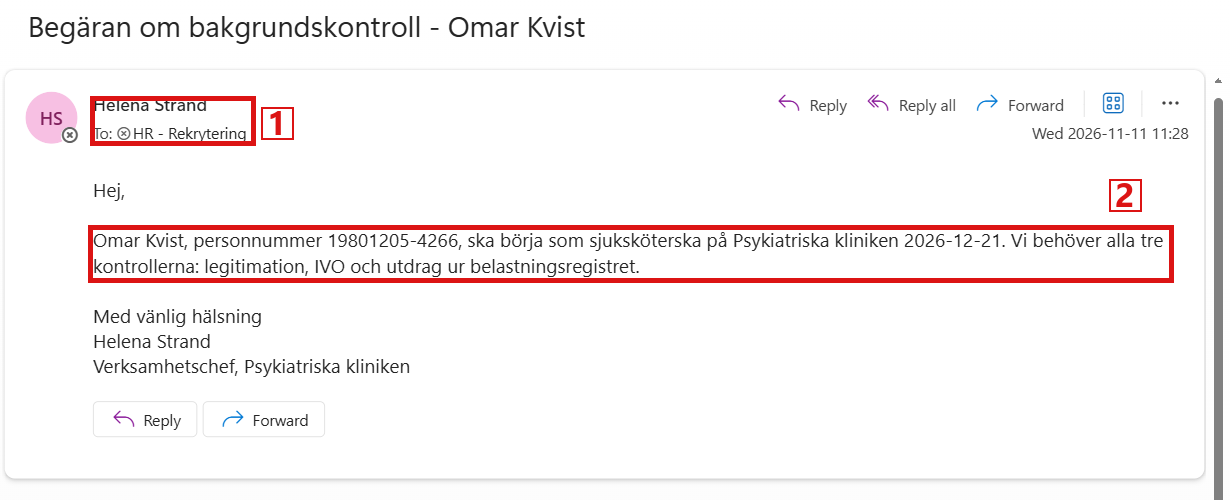 Begäran om bakgrundskontroll - Omar Kvist
HS
Helena Strand
To: HR - Rekrytering
1
Reply
Reply all
Forward
Wed 2026-11-11 11:28
Hej,
2
Omar Kvist, personnummer 19801205-4266, ska börja som sjuksköterska på Psykiatriska kliniken 2026-12-21. Vi behöver alla tre
kontrollerna: legitimation, IVO och utdrag ur belastningsregistret.
Med vänlig hälsning
Helena Strand
Verksamhetschef, Psykiatriska kliniken
Reply
Forward